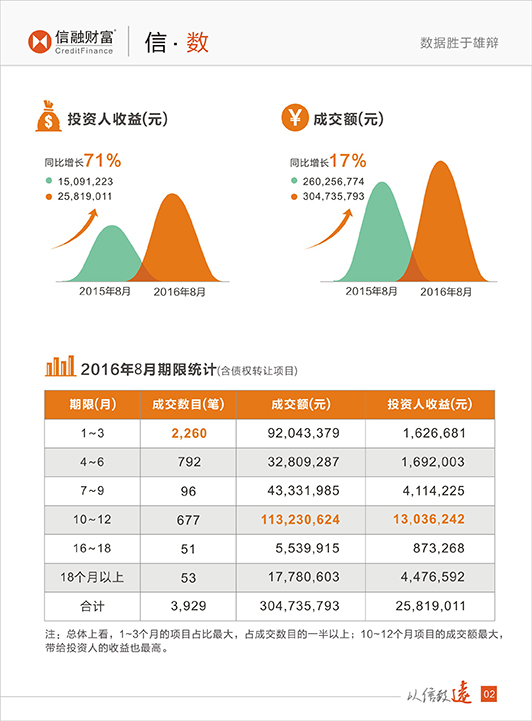 信融财富
CreditFinance
信·数
数据胜于雄辩
投资人收益(元)
同比增长71%
15,091,223
25,819,011
2015年8月 2016年8月
成交额(元)
同比增长17%
260,256,774
304,735,793
2015年8月 2016年8月
2016年8月期限统计(含债权转让项目)
期限(月) 成交数目(笔) 成交额(元) 投资人收益(元)
1~3 2,260 92,043,379 1,626,681
4~6 792 32,809,287 1,692,003
7~9 96 43,331,985 4,114,225
10~12 677 113,230,624 13,036,242
16~18 51 5,539,915 873,268
18个月以上 53 17,780,603 4,476,592
合计 3,929 304,735,793 25,819,011
注：总体上看，1~3个月的项目占比最大，占成交数目的一半以上；10~12个月项目的成交额最大，
带给投资人的收益也最高。
以信致远 02